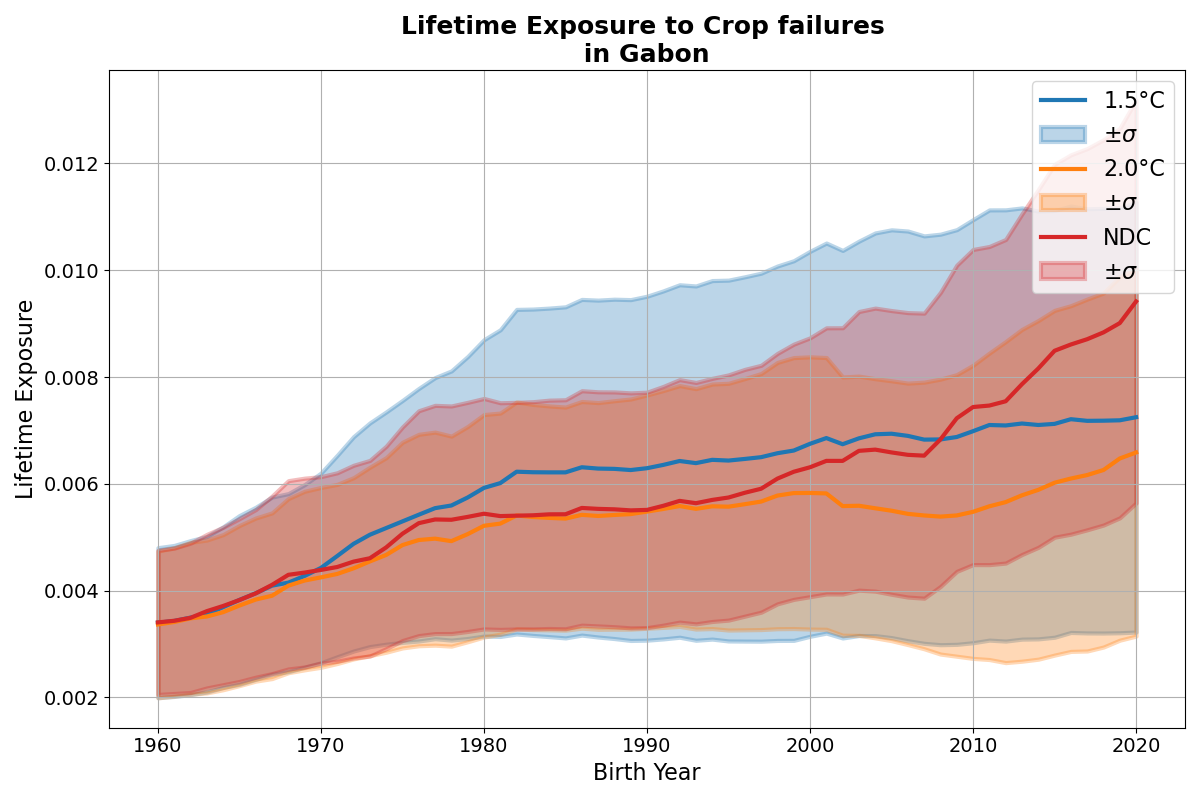 Lifetime Exposure to Crop failures
in Gabon
Lifetime Exposure
0.012
0.010
0.008
0.006
0.004
0.002
1960
1970
1980
1990
2000
2010
2020
Birth Year
1.5°C
±σ
2.0°C
±σ
NDC
±σ